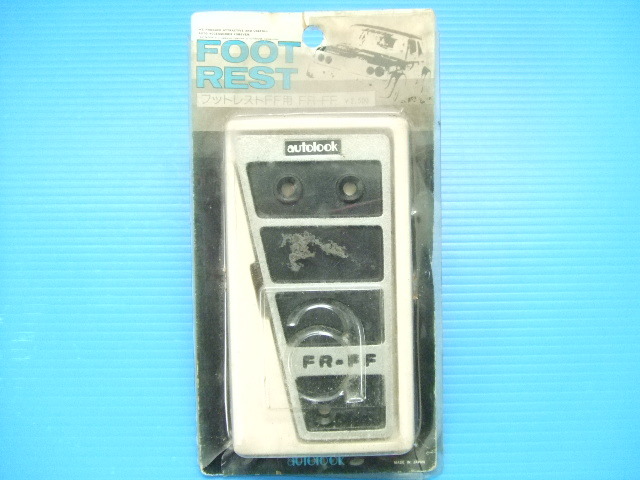 FOOT
REST
フットレストFF用 FR-FF
autolook
FR-FF
autolook
MADE IN JAPAN